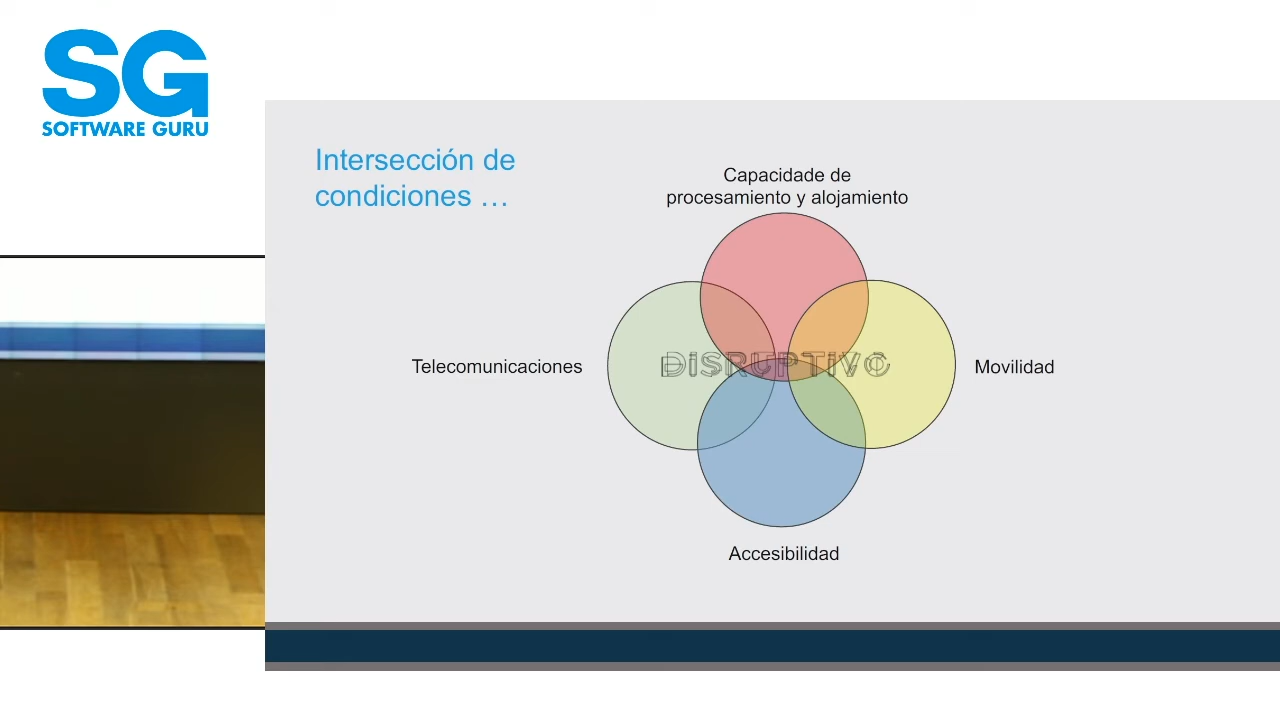 SG
SOFTWARE GURU
Intersección de
condiciones …
Capacidade de
procesamiento y alojamiento
Telecomunicaciones
DiSRUPTiVO
Movilidad
Accesibilidad